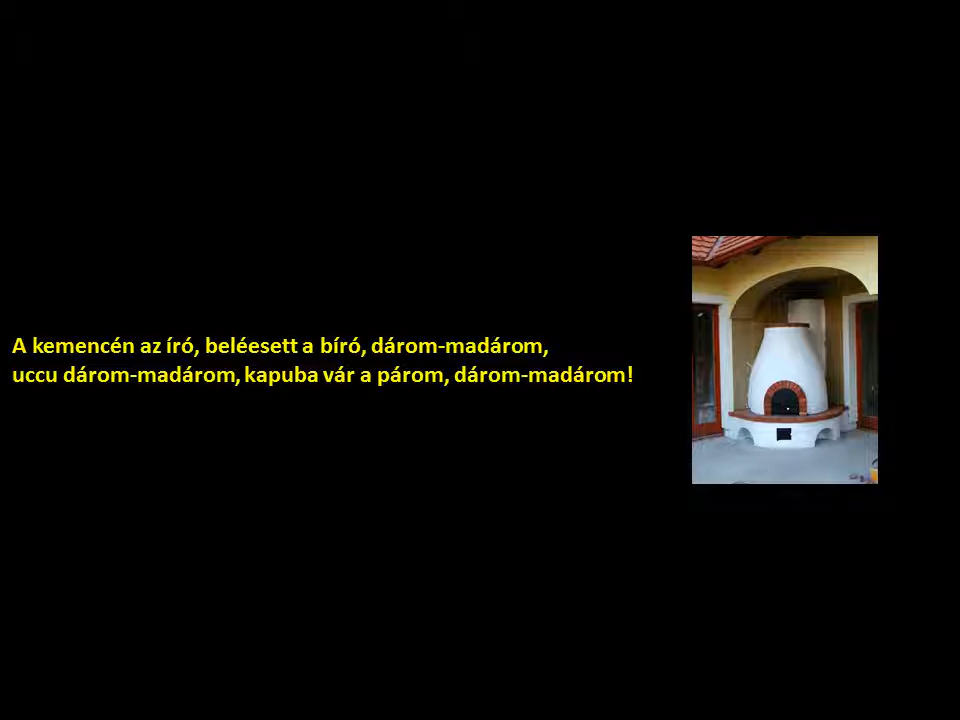 A kemencén az író, beléesett a bíró, dárom-madárom,
uccu dárom-madárom, kapuba vár a párom, dárom-madárom!